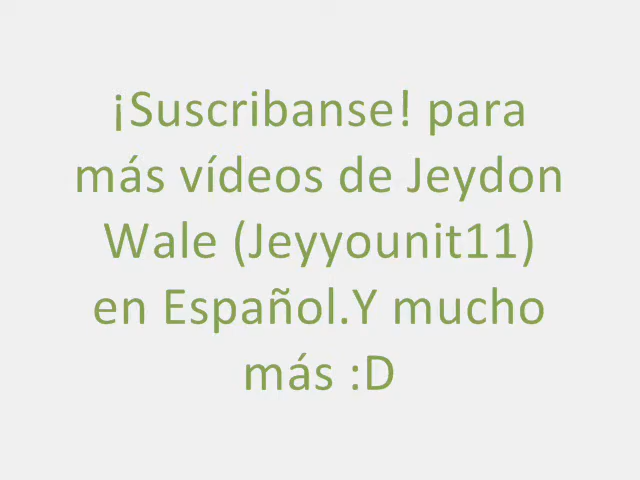 ¡Suscribanse! para
más vídeos de Jeydon
Wale (Jeyyounit11)
en Español.Y mucho
más :D